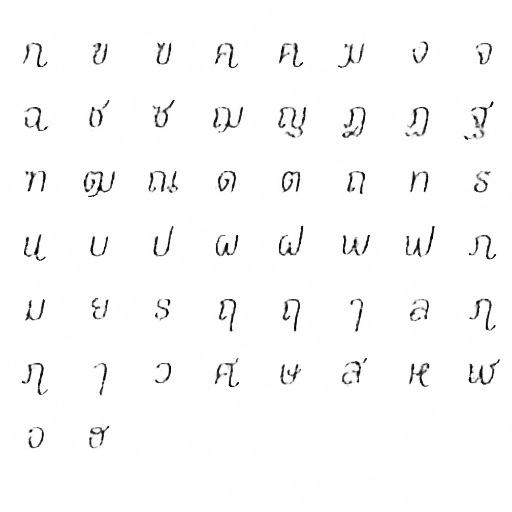 ก ข ฃ ค ฅ ฆ ง จ
ฉ ช ซ ฌ ญ ฎ ฏ ฐ
ฑ ฒ ณ ด ต ถ ท ธ
น บ ป ผ ฝ พ ฟ ภ
ม ย ร ฤ ฤ ๅ ล ฦ
ฦ ๅ ว ศ ษ ส ห ฬ
อ ฮ